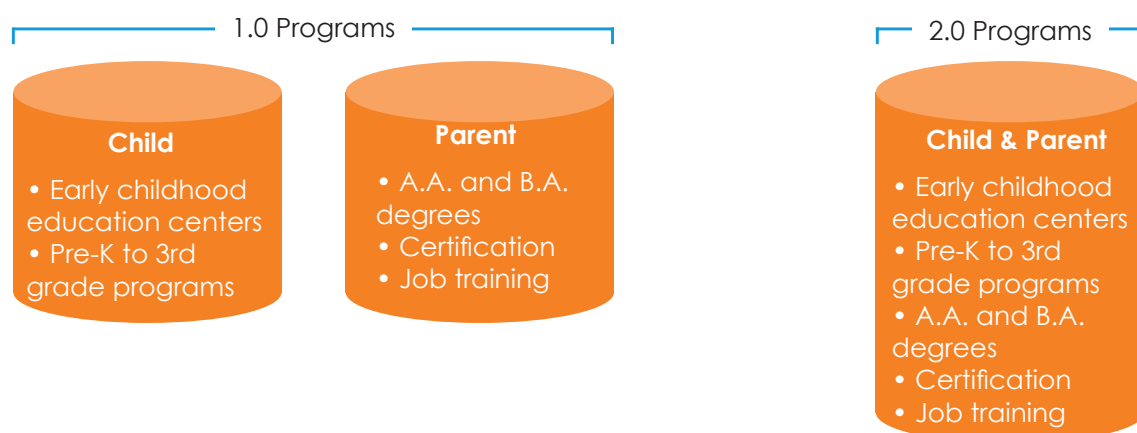 1.0 Programs
Child
• Early childhood
education centers
• Pre-K to 3rd
grade programs
Parent
• A.A. and B.A.
degrees
• Certification
• Job training
2.0 Programs
Child & Parent
• Early childhood
education centers
• Pre-K to 3rd
grade programs
• A.A. and B.A.
degrees
• Certification
• Job training